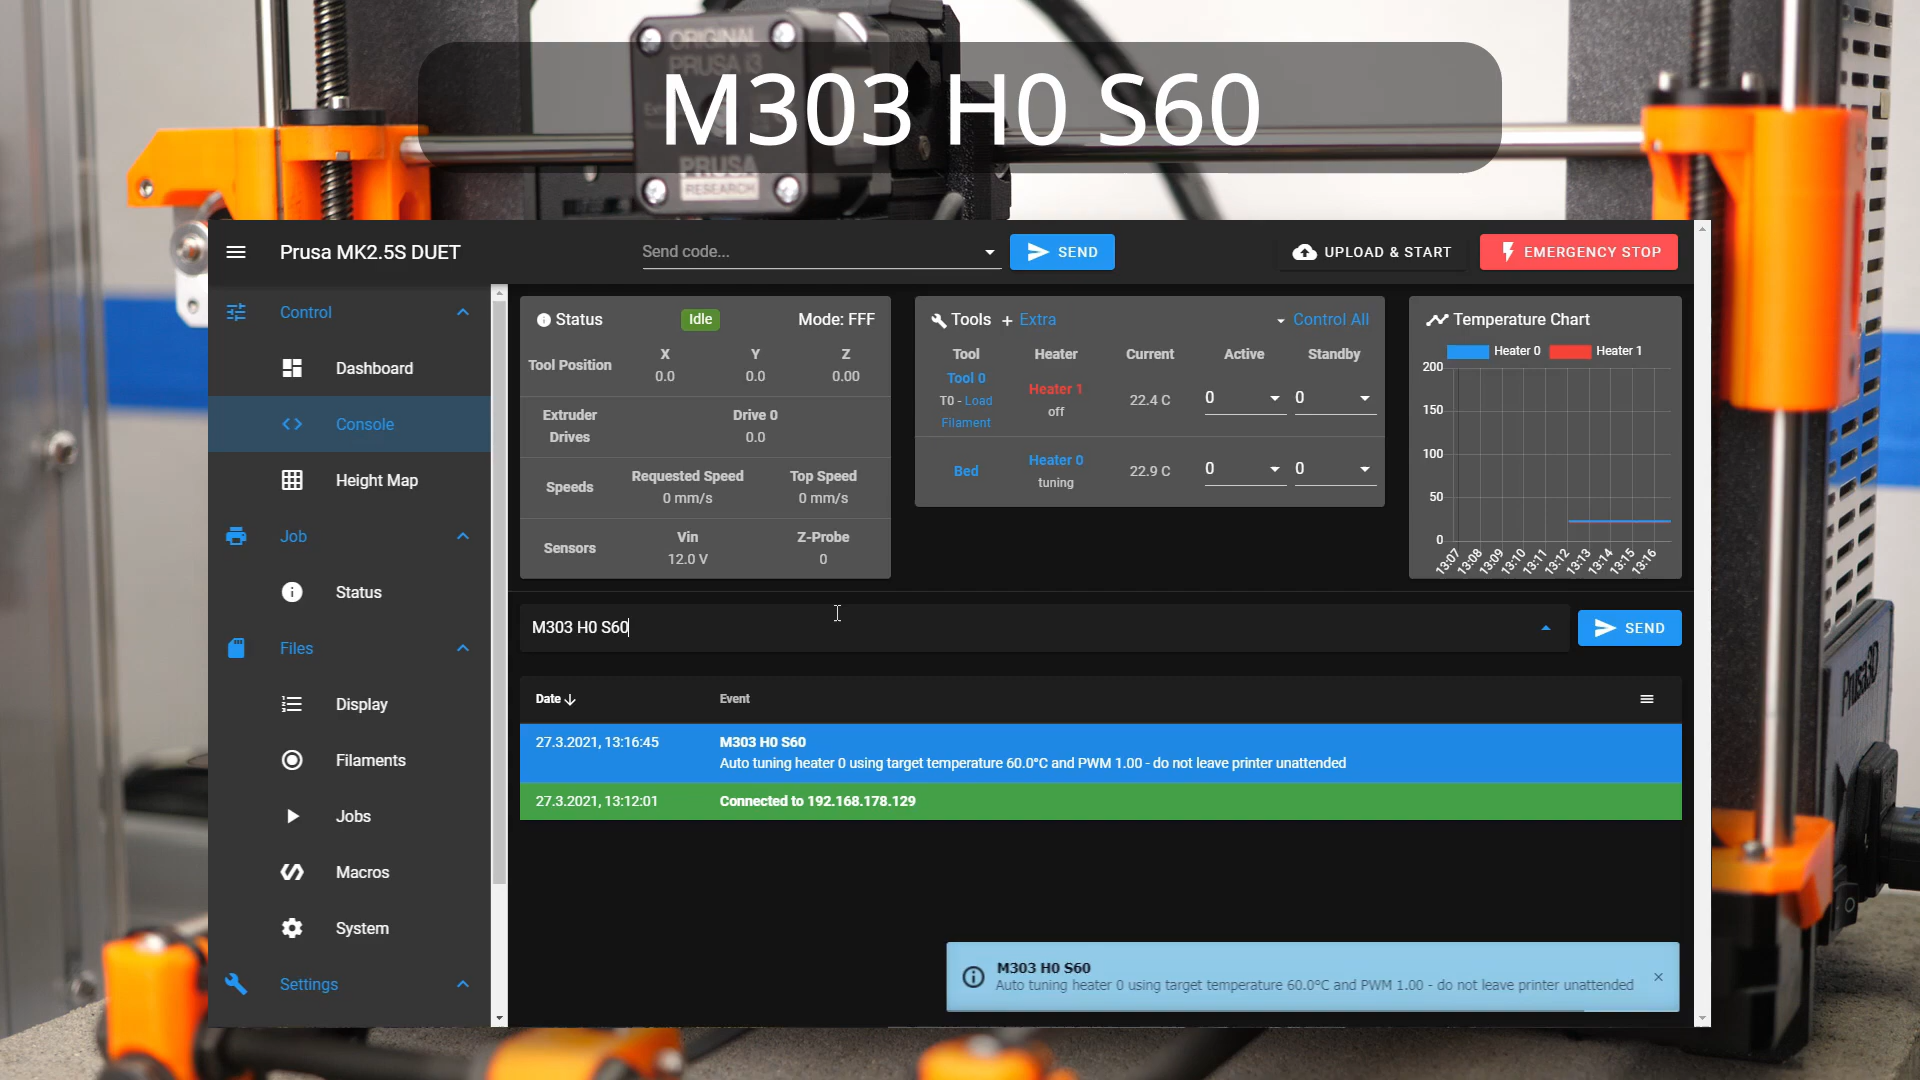 ORIGINAL
PRUSA i3
M303 H0 S60
PRUSA
RESEARCH
Prusa MK2.5S DUET
Send code...
SEND
UPLOAD & START
EMERGENCY STOP
Control
Dashboard
Console
Height Map
Job
Status
Files
Display
Filaments
Jobs
Macros
System
Settings
Status
Idle
Mode: FFF
Tool Position
X
Y
Z
0.0
0.0
0.00
Extruder
Drives
Drive 0
0.0
Speeds
Requested Speed
Top Speed
0 mm/s
0 mm/s
Sensors
Vin
Z-Probe
12.0 V
0
Tools + Extra
Control All
Tool
Heater
Current
Active
Standby
Tool 0
T0 - Load
Filament
Heater 1
off
22.4 C
0
0
Bed
Heater 0
tuning
22.9 C
0
0
Temperature Chart
Heater 0
Heater 1
200
150
100
50
0
13:07
13:08
13:09
13:10
13:11
13:12
13:13
13:14
13:15
13:16
M303 H0 S60
SEND
Date
Event
27.3.2021, 13:16:45
M303 H0 S60
Auto tuning heater 0 using target temperature 60.0°C and PWM 1.00 - do not leave printer unattended
27.3.2021, 13:12:01
Connected to 192.168.178.129
M303 H0 S60
Auto tuning heater 0 using target temperature 60.0°C and PWM 1.00 - do not leave printer unattended
Prusa3D